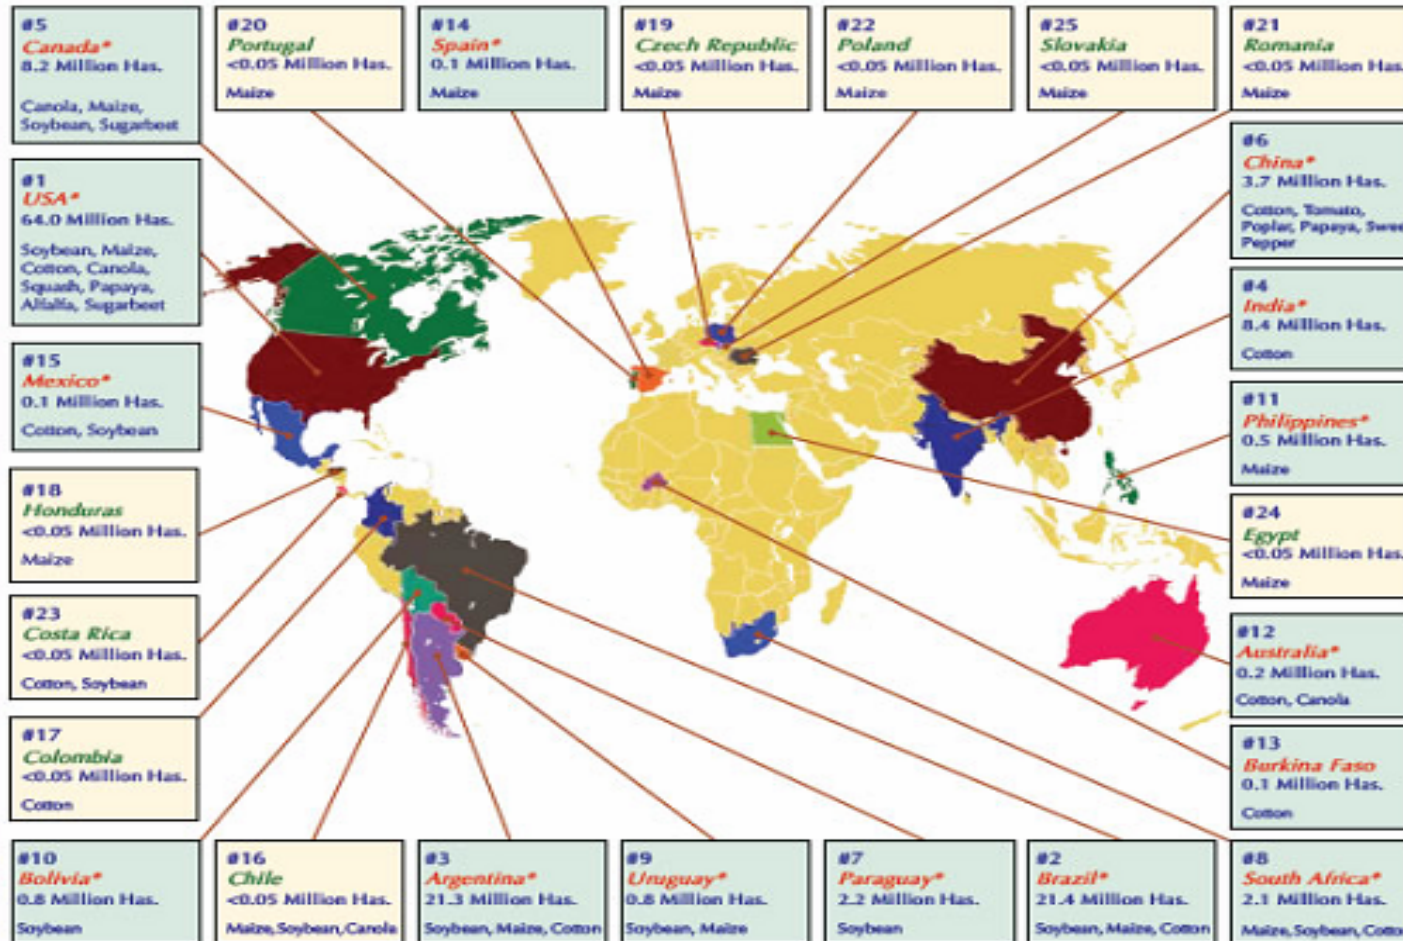 #5
Canada*
8.2 Million Has.
Canola, Maize,
Soybean, Sugarbeet
#20
Portugal
<0.05 Million Has.
Maize
#14
Spain*
0.1 Million Has.
Maize
#19
Czech Republic
<0.05 Million Has.
Maize
#22
Poland
<0.05 Million Has.
Maize
#25
Slovakia
<0.05 Million Has.
Maize
#21
Romania
<0.05 Million Has.
Maize
#1
USA*
64.0 Million Has.
Soybean, Maize,
Cotton, Canola,
Squash, Papaya,
Alfalfa, Sugarbeet
#6
China*
3.7 Million Has.
Cotton, Tomato,
Poplar, Papaya, Swee
Pepper
#4
India*
8.4 Million Has.
Cotton
#15
Mexico*
0.1 Million Has.
Cotton, Soybean
#11
Philippines*
0.5 Million Has.
Maize
#18
Honduras
<0.05 Million Has.
Maize
#24
Egypt
<0.05 Million Has.
Maize
#23
Costa Rica
<0.05 Million Has.
Cotton, Soybean
#12
Australia*
0.2 Million Has.
Cotton, Canola
#17
Colombia
<0.05 Million Has.
Cotton
#13
Burkina Faso
0.1 Million Has.
Cotton
#10
Bolivia*
0.8 Million Has.
Soybean
#16
Chile
<0.05 Million Has.
Maize, Soybean, Canola
#3
Argentina*
21.3 Million Has.
Soybean, Maize, Cotton
#9
Uruguay*
0.8 Million Has.
Soybean, Maize
#7
Paraguay*
2.2 Million Has.
Soybean
#2
Brazil*
21.4 Million Has.
Soybean, Maize, Cotton
#8
South Africa*
2.1 Million Has.
Maize, Soybean, Cotto